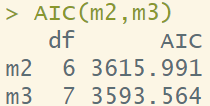 > AIC(m2,m3)
   df      AIC
m2  6 3615.991
m3  7 3593.564